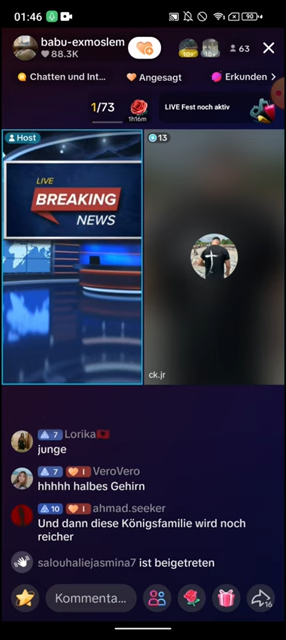 01:46
90
babu-exmoslem
88.3K
63
Chatten und Int...
Angesagt
Erkunden
1/73
1h16m
LIVE Fest noch aktiv
Host
13
LIVE
BREAKING
NEWS
ck.jr
7 Lorika
junge
7 1 VeroVero
hhhhh halbes Gehirn
10 1 ahmad.seeker
Und dann diese Königsfamilie wird noch
reicher
salouhaliejasmina7 ist beigetreten
Kommenta...
16